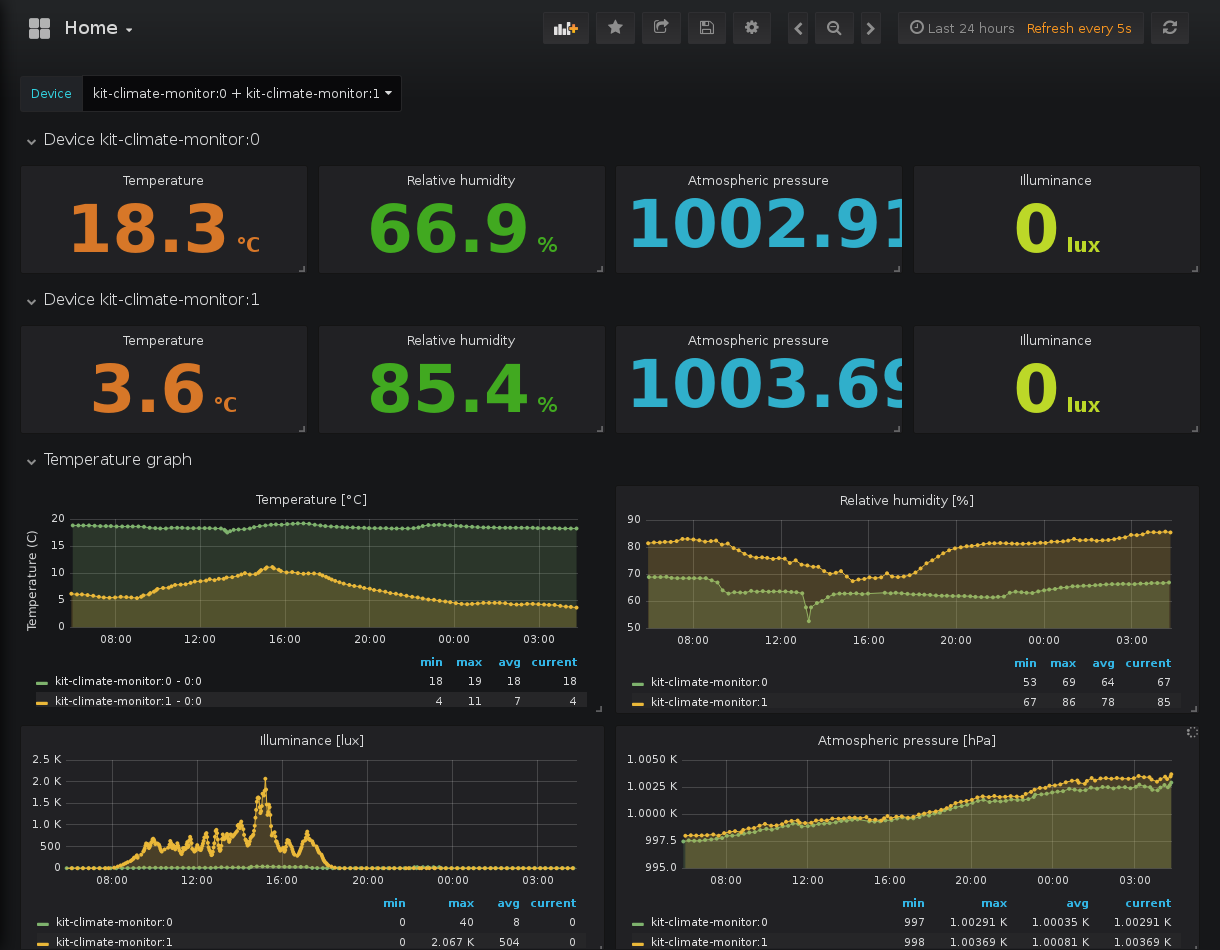 Home
Last 24 hours Refresh every 5s
Device kit-climate-monitor:0 + kit-climate-monitor:1
Device kit-climate-monitor:0
Temperature Relative humidity Atmospheric pressure Illuminance
18.3 °C 66.9 % 1002.91 0 lux
Device kit-climate-monitor:1
Temperature Relative humidity Atmospheric pressure Illuminance
3.6 °C 85.4 % 1003.69 0 lux
Temperature graph
Temperature [°C]
Temperature (C)
20
15
10
5
0
08:00 12:00 16:00 20:00 00:00 03:00
min max avg current
kit-climate-monitor:0 - 0:0 18 19 18 18
kit-climate-monitor:1 - 0:0 4 11 7 4
Relative humidity [%]
90
80
70
60
50
08:00 12:00 16:00 20:00 00:00 03:00
min max avg current
kit-climate-monitor:0 53 69 64 67
kit-climate-monitor:1 67 86 78 85
Illuminance [lux]
2.5 K
2.0 K
1.5 K
1.0 K
500
0
08:00 12:00 16:00 20:00 00:00 03:00
min max avg current
kit-climate-monitor:0 0 40 8 0
kit-climate-monitor:1 0 2.067 K 504 0
Atmospheric pressure [hPa]
1.0050 K
1.0025 K
1.0000 K
997.5
995.0
08:00 12:00 16:00 20:00 00:00 03:00
min max avg current
kit-climate-monitor:0 997 1.00291 K 1.00035 K 1.00291 K
kit-climate-monitor:1 998 1.00369 K 1.00081 K 1.00369 K